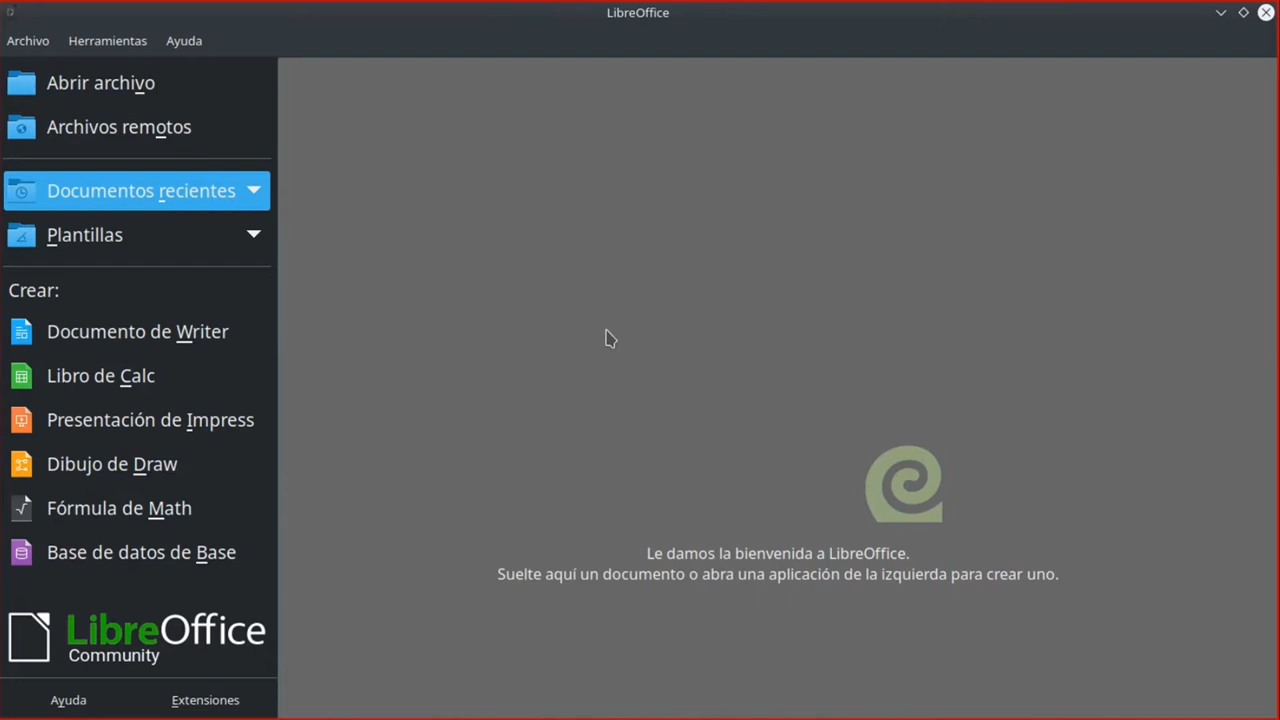 LibreOffice
Archivo Herramientas Ayuda
Abrir archivo
Archivos remotos
Documentos recientes
Plantillas
Crear:
Documento de Writer
Libro de Calc
Presentación de Impress
Dibujo de Draw
Fórmula de Math
Base de datos de Base
LibreOffice
Community
Ayuda Extensiones
Le damos la bienvenida a LibreOffice.
Suelte aquí un documento o abra una aplicación de la izquierda para crear uno.